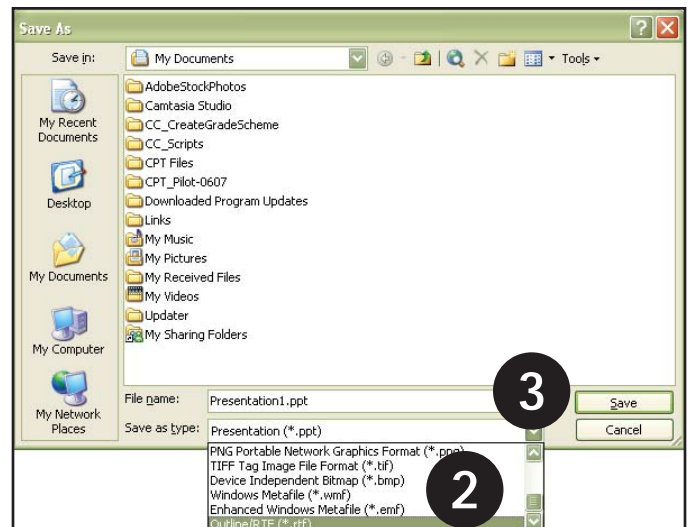 Save As
Save in:
My Documents
Tools
My Recent
Documents
Desktop
My Documents
My Computer
My Network
Places
AdobeStockPhotos
Camtasia Studio
CC_CreateGradeScheme
CC_Scripts
CPT Files
CPT_Pilot-0607
Downloaded Program Updates
Links
My Music
My Pictures
My Received Files
My Videos
Updater
My Sharing Folders
File name:
Presentation1.ppt
3
Save
Save as type:
Presentation (*.ppt)
Cancel
PNG Portable Network Graphics Format (*.png)
TIFF Tag Image File Format (*.tif)
Device Independent Bitmap (*.bmp)
Windows Metafile (*.wmf)
Enhanced Windows Metafile (*.emf)
Outline/RTF (*.rtf)
2